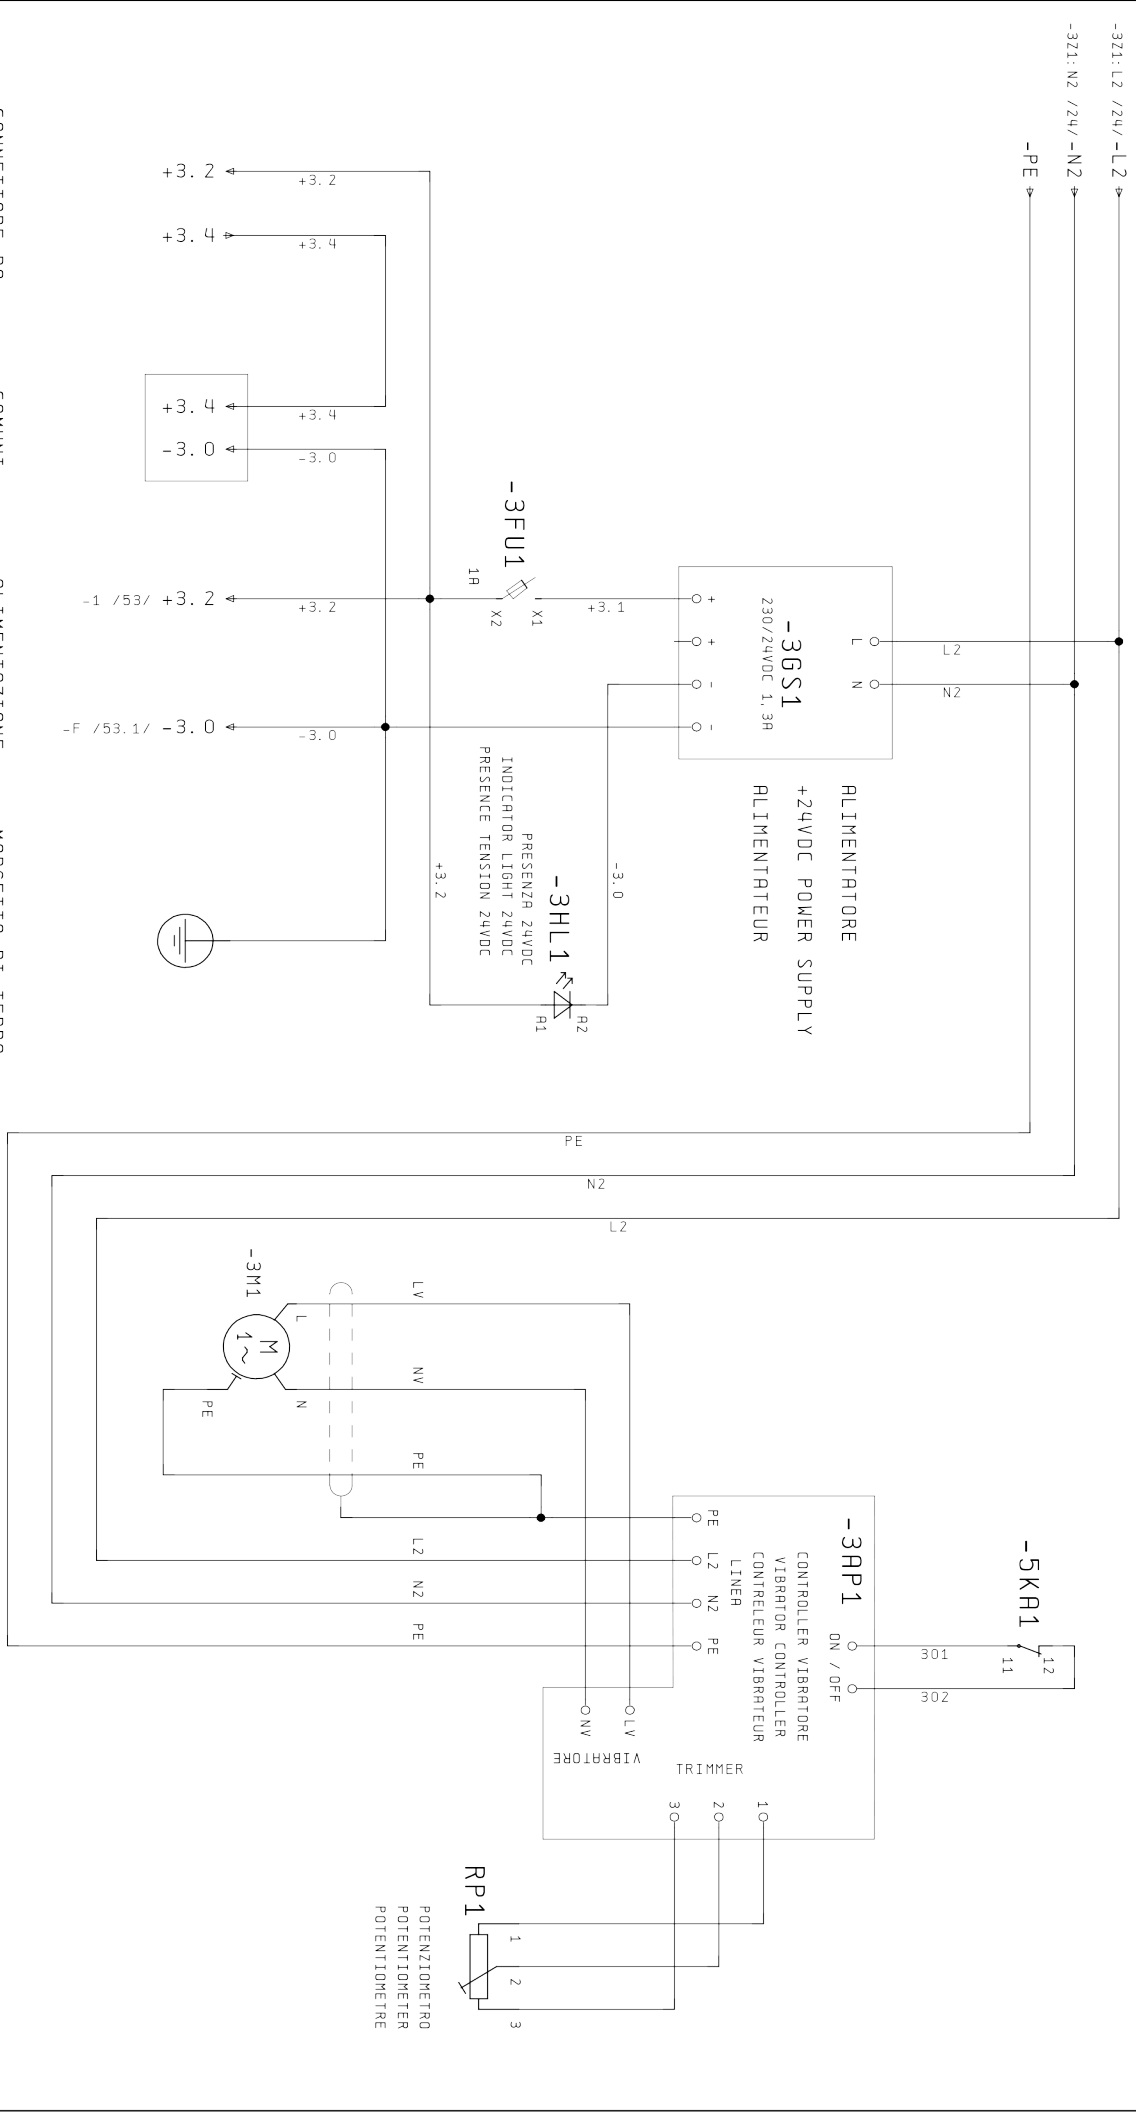 -3Z1:L2 /24/ -L2
-3Z1:N2 /24/ -N2
-PE
L2
N2
-3GS1
230/24VDC 1,3A
L
N
+
+
-
-
ALIMENTATORE
+24VDC POWER SUPPLY
ALIMENTATEUR
+3.1
-3FU1
1A
X1
X2
-3.0
-3HL1
A2
A1
PRESENZA 24VDC
INDICATOR LIGHT 24VDC
PRESENCE TENSION 24VDC
+3.2
+3.2
+3.2
+3.4
+3.4
+3.4
+3.4
-3.0
-3.0
-1 /53/ +3.2
+3.2
-F /53.1/ -3.0
-3.0
PE
N2
L2
-3M1
M
1~
L
N
PE
LV
NV
PE
L2
N2
PE
-5KA1
12
11
301
302
-3AP1
ON / OFF
CONTROLLER VIBRATORE
VIBRATOR CONTROLLER
CONTRELEUR VIBRATEUR
LINEA
PE
L2
N2
PE
LV
NV
VIBRATORE
TRIMMER
1
2
3
RP1
1
2
3
POTENZIOMETRO
POTENTIOMETER
POTENTIOMETRE